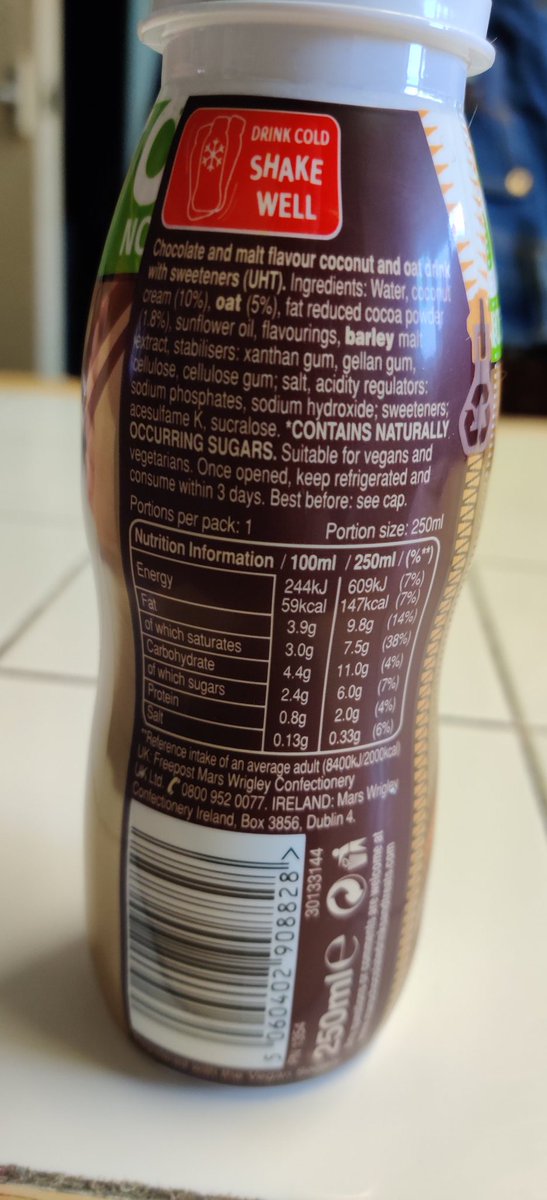 DRINK COLD
SHAKE
WELL
Chocolate and malt flavour coconut and oat drink
with sweeteners (UHT). Ingredients: Water, coconut
cream (10%), oat (5%), fat reduced cocoa powder
(1.8%), sunflower oil, flavourings, barley malt
extract, stabilisers: xanthan gum, gellan gum,
cellulose, cellulose gum; salt, acidity regulators:
sodium phosphates, sodium hydroxide; sweeteners;
acesulfame K, sucralose. *CONTAINS NATURALLY
OCCURRING SUGARS. Suitable for vegans and
vegetarians. Once opened, keep refrigerated and
consume within 3 days. Best before: see cap.
Portions per pack: 1 Portion size: 250ml
Nutrition Information / 100ml / 250ml / (%**)
Energy 244kJ 609kJ (7%)
59kcal 147kcal (7%)
Fat 3.9g 9.8g (14%)
of which saturates 3.0g 7.5g (38%)
Carbohydrate 4.4g 11.0g (4%)
of which sugars 2.4g 6.0g (7%)
Protein 0.8g 2.0g (4%)
Salt 0.13g 0.33g (6%)
**Reference intake of an average adult (8400kJ/2000kcal)
UK: Freepost Mars Wrigley Confectionery
UK Ltd 0800 952 0077. IRELAND: Mars Wrigley
Confectionery Ireland, Box 3856, Dublin 4.
5 060402 908828 >
30133144
250ml e
comments are welcome at